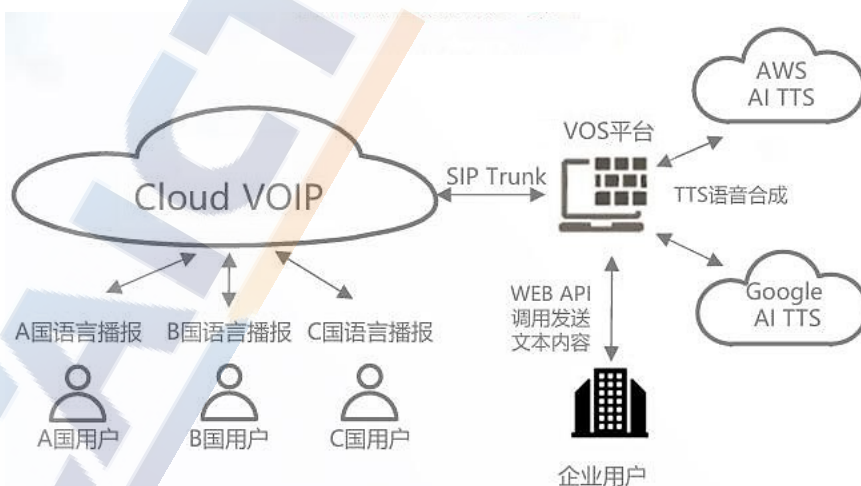 AWS
AI TTS
VOS平台
SIP Trunk
Cloud VOIP
TTS语音合成
WEB API
调用发送
文本内容
Google
AI TTS
A国语言播报
B国语言播报
C国语言播报
A国用户
B国用户
C国用户
企业用户